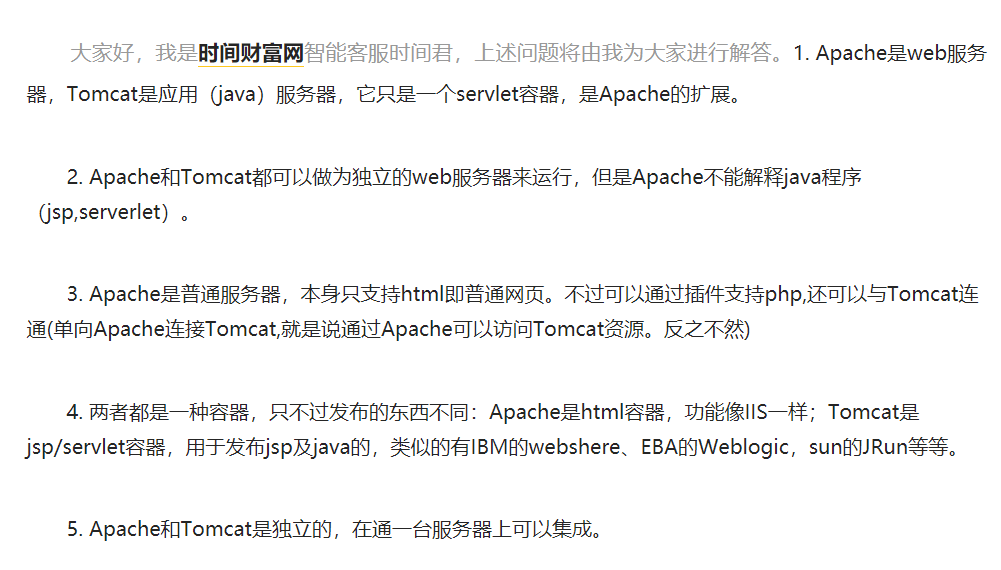 大家好，我是时间财富网智能客服时间君，上述问题将由我为大家进行解答。1. Apache是web服务
器，Tomcat是应用（java）服务器，它只是一个servlet容器，是Apache的扩展。
2. Apache和Tomcat都可以做为独立的web服务器来运行，但是Apache不能解释java程序
（jsp,serverlet）。
3. Apache是普通服务器，本身只支持html即普通网页。不过可以通过插件支持php,还可以与Tomcat连
通(单向Apache连接Tomcat,就是说通过Apache可以访问Tomcat资源。反之不然)
4. 两者都是一种容器，只不过发布的东西不同：Apache是html容器，功能像IIS一样；Tomcat是
jsp/servlet容器，用于发布jsp及java的，类似的有IBM的webshere、EBA的Weblogic，sun的JRun等等。
5. Apache和Tomcat是独立的，在通一台服务器上可以集成。